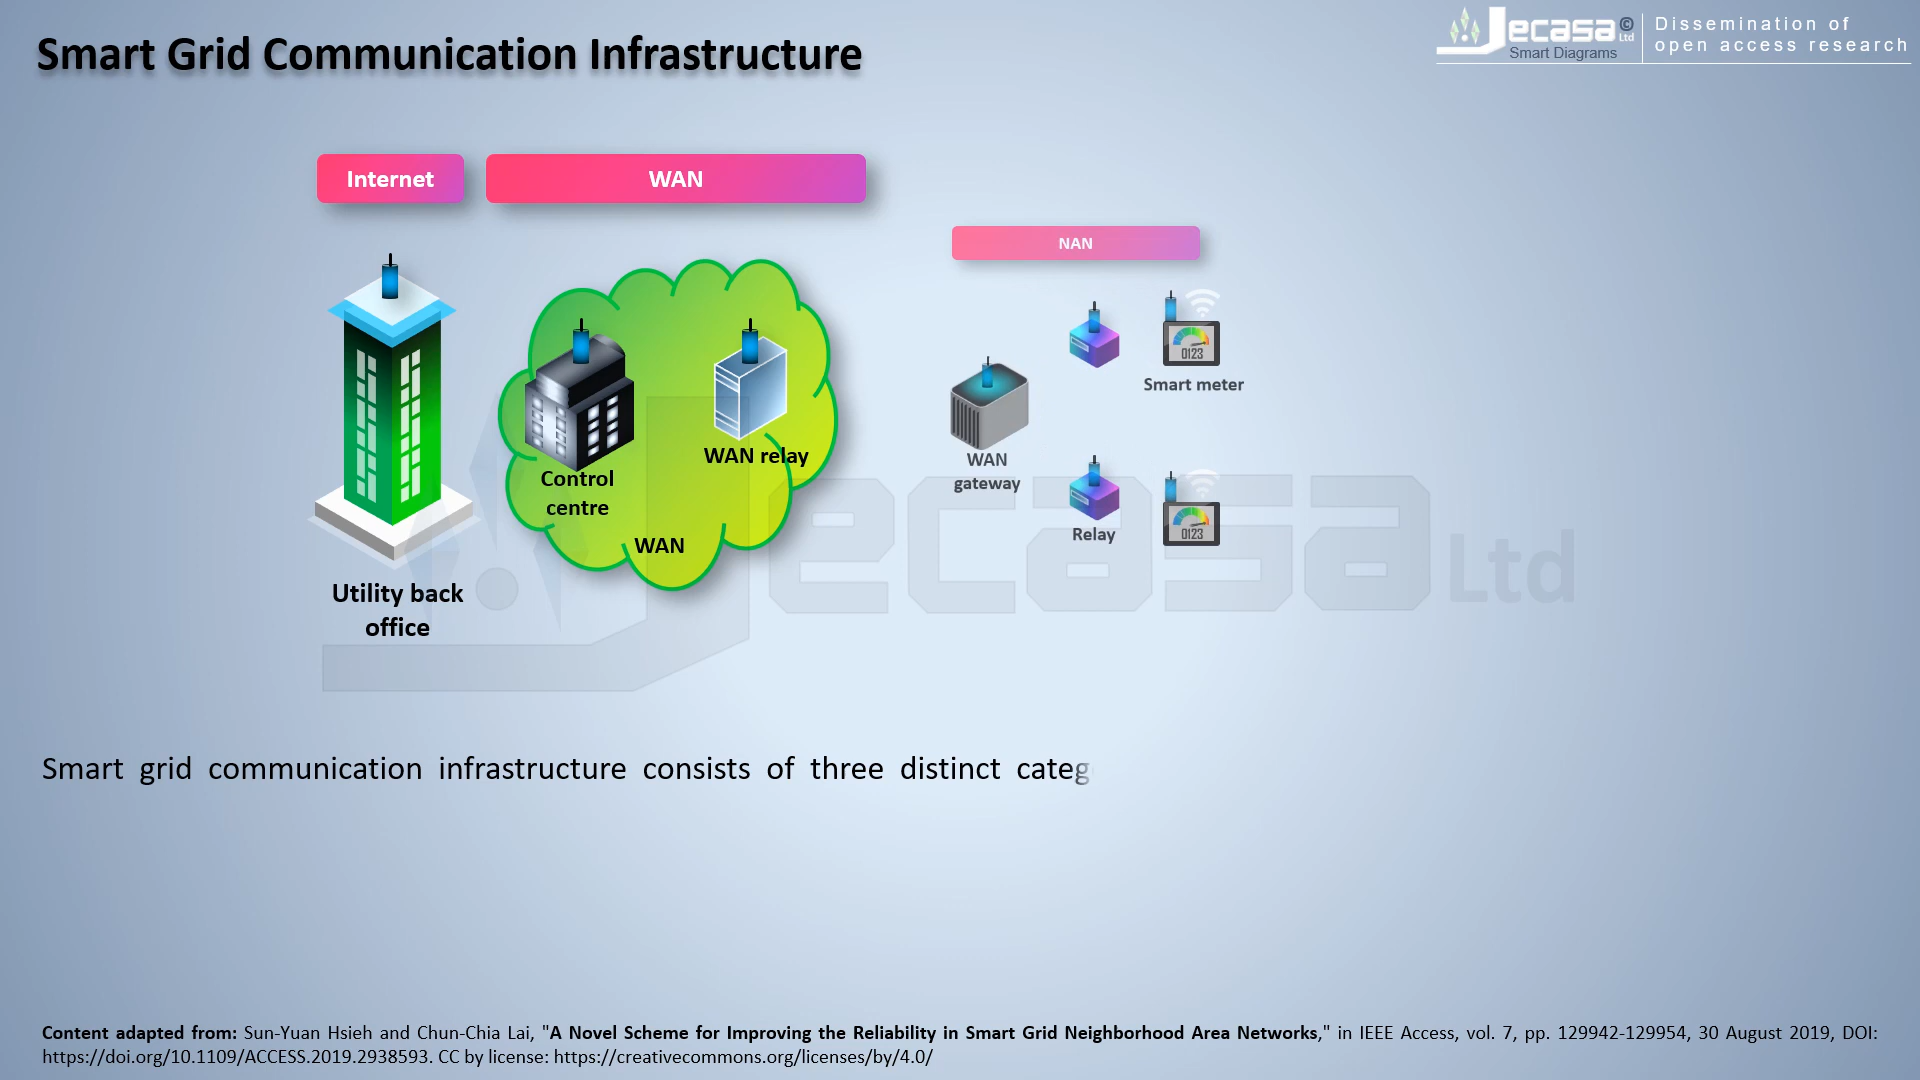 Smart Grid Communication Infrastructure
Jecasa Ltd ©
Smart Diagrams
Dissemination of
open access research
Internet
WAN
NAN
Smart meter
0123
Control
centre
WAN relay
WAN
WAN
gateway
Relay
0123
Utility back
office
Jecasa Ltd
Smart grid communication infrastructure consists of three distinct categ
Content adapted from: Sun-Yuan Hsieh and Chun-Chia Lai, "A Novel Scheme for Improving the Reliability in Smart Grid Neighborhood Area Networks," in IEEE Access, vol. 7, pp. 129942-129954, 30 August 2019, DOI:
https://doi.org/10.1109/ACCESS.2019.2938593. CC by license: https://creativecommons.org/licenses/by/4.0/